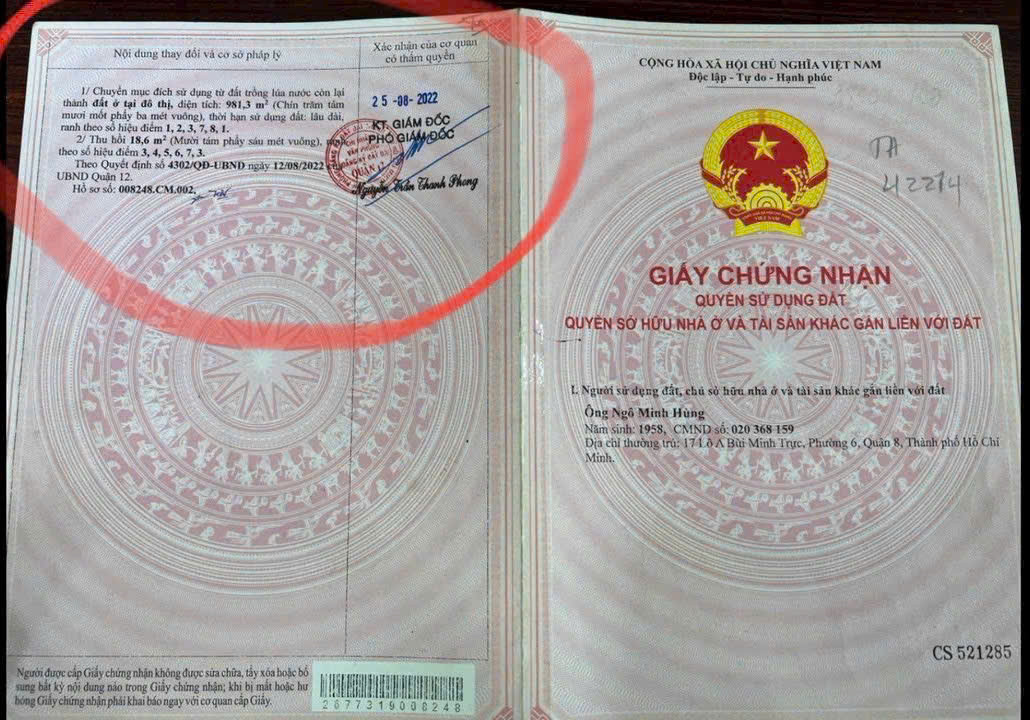 Nội dung thay đổi và cơ sở pháp lý
Xác nhận của cơ quan
có thẩm quyền
1/ Chuyển mục đích sử dụng từ đất trồng lúa nước còn lại
thành đất ở tại đô thị, diện tích: 981,3 m² (Chín trăm tám
mươi mốt phẩy ba mét vuông), thời hạn sử dụng đất: lâu dài,
ranh theo số hiệu điểm 1, 2, 3, 7, 8, 1.
2/ Thu hồi 18,6 m² (Mười tám phẩy sáu mét vuông),
theo số hiệu điểm 3, 4, 5, 6, 7, 3.
Theo Quyết định số 4302/QĐ-UBND ngày 12/08/2022
UBND Quận 12.
Hồ sơ số: 008248.CM.002
25 -08- 2022
KT. GIÁM ĐỐC
PHÓ GIÁM ĐỐC
QUẬN 12
Nguyễn Trần Thanh Phong
Người được cấp Giấy chứng nhận không được sửa chữa, tẩy xóa hoặc bổ
sung bất kỳ nội dung nào trong Giấy chứng nhận; khi bị mất hoặc hư
hỏng Giấy chứng nhận phải khai báo ngay với cơ quan cấp Giấy.
2677319008248
CỘNG HÒA XÃ HỘI CHỦ NGHĨA VIỆT NAM
Độc lập - Tự do - Hạnh phúc
VIỆT NAM
42214
GIẤY CHỨNG NHẬN
QUYỀN SỬ DỤNG ĐẤT
QUYỀN SỞ HỮU NHÀ Ở VÀ TÀI SẢN KHÁC GẮN LIỀN VỚI ĐẤT
I. Người sử dụng đất, chủ sở hữu nhà ở và tài sản khác gắn liền với đất
Ông Ngô Minh Hùng
Năm sinh: 1958, CMND số: 020 368 159
Địa chỉ thường trú: 174 ô A Bùi Minh Trực, Phường 6, Quận 8, Thành phố Hồ Chí
Minh.
CS 521285